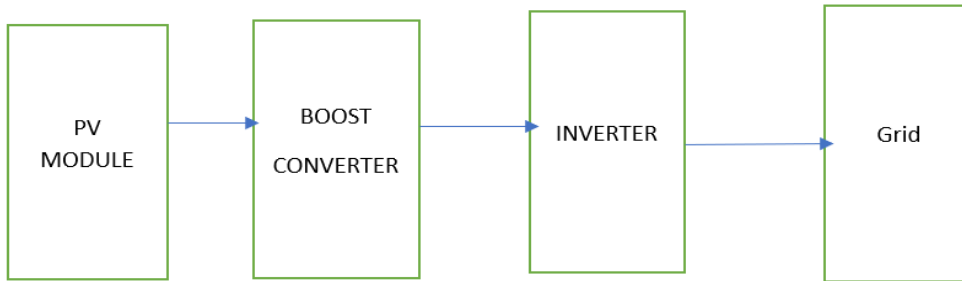 PV
MODULE
BOOST
CONVERTER
INVERTER
Grid